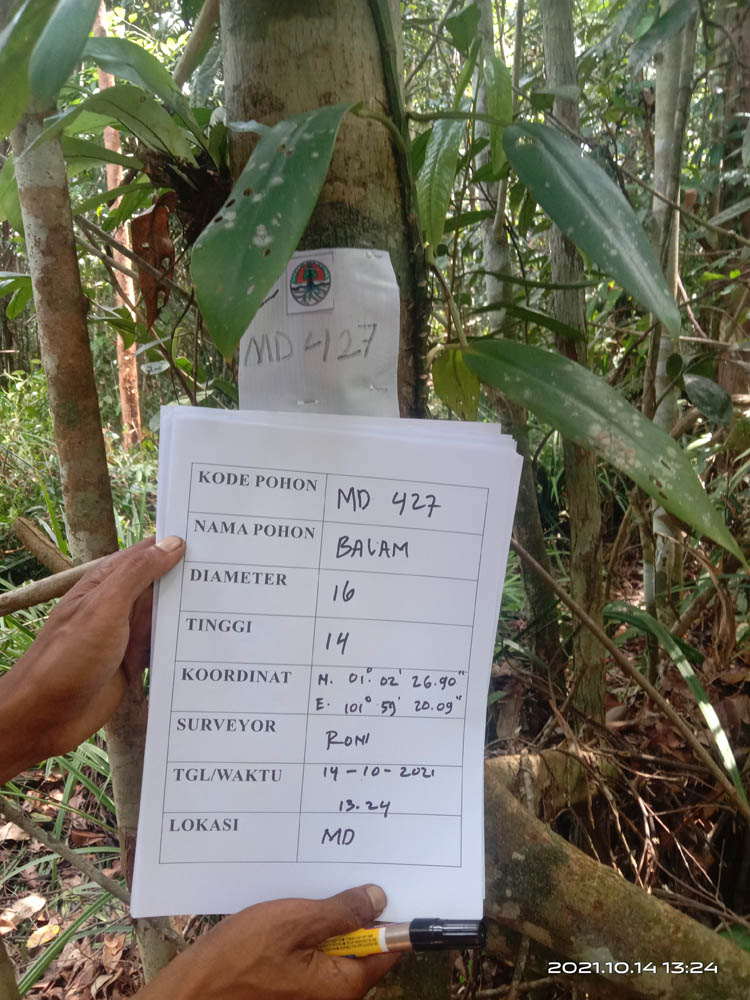 MD 427
KODE POHON MD 427
NAMA POHON BALAM
DIAMETER 16
TINGGI 14
KOORDINAT N. 01° 02' 26.90"
E. 101° 59' 20.09"
SURVEYOR RONI
TGL/WAKTU 14-10-2021
13.24
LOKASI MD
2021.10.14 13:24